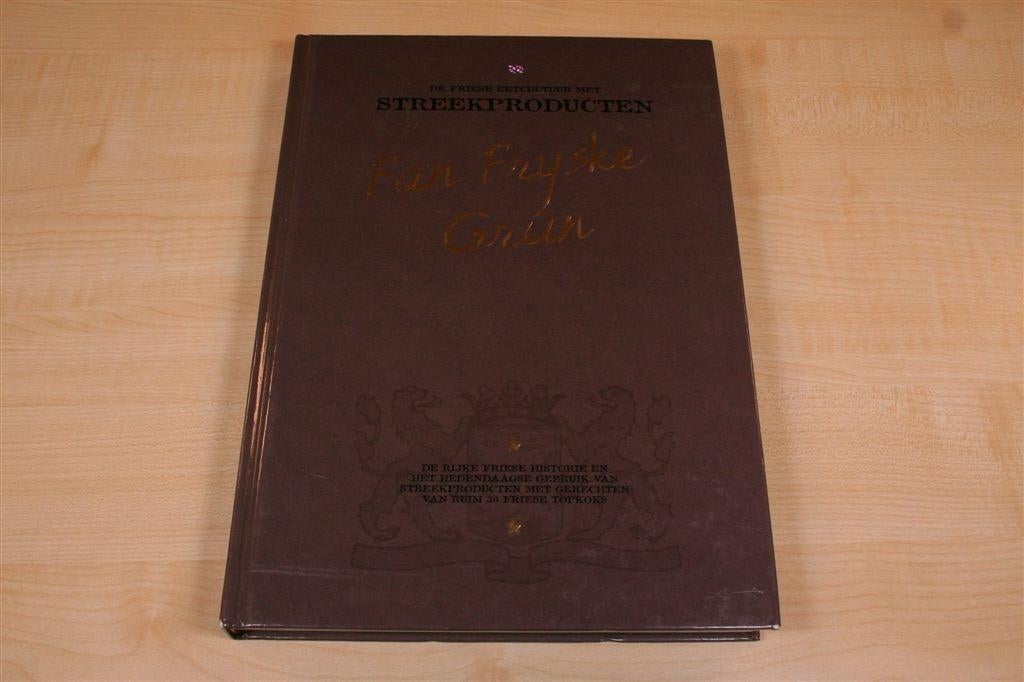 DE FRIESE EETCULTUUR MET
STREEKPRODUCTEN
Fan Fryske
Grûn
DE RIJKE FRIESE HISTORIE EN
HET HEDENDAAGSE GEBRUIK VAN
STREEKPRODUCTEN MET GERECHTEN
VAN RUIM 30 FRIESE TOPKOKS